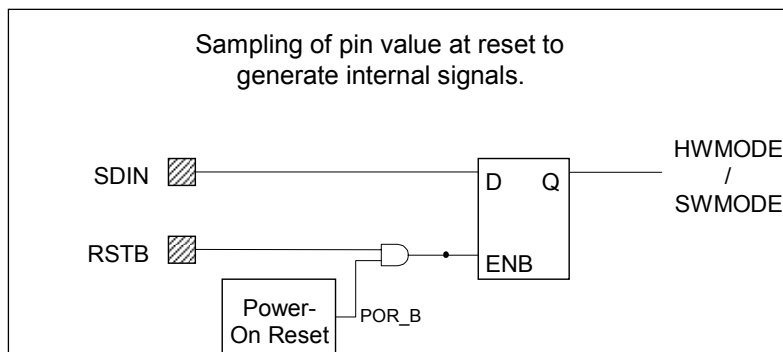 Sampling of pin value at reset to
generate internal signals.
SDIN
D Q
HWMODE
/
SWMODE
RSTB
ENB
Power-
On Reset
POR_B